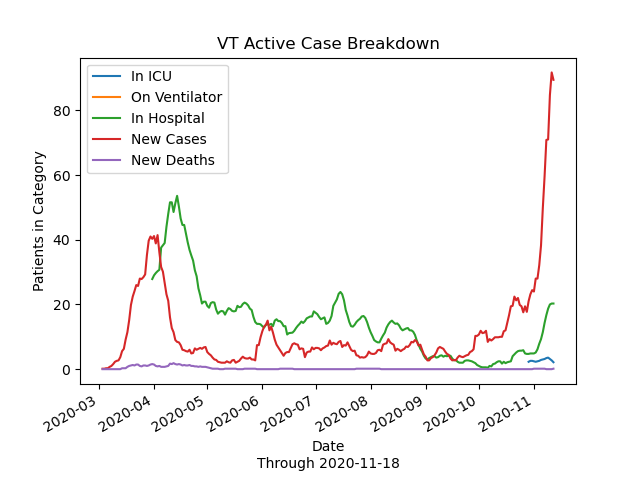 VT Active Case Breakdown
In ICU
On Ventilator
In Hospital
New Cases
New Deaths
Patients in Category
80
60
40
20
0
2020-03
2020-04
2020-05
2020-06
2020-07
2020-08
2020-09
2020-10
2020-11
Date
Through 2020-11-18